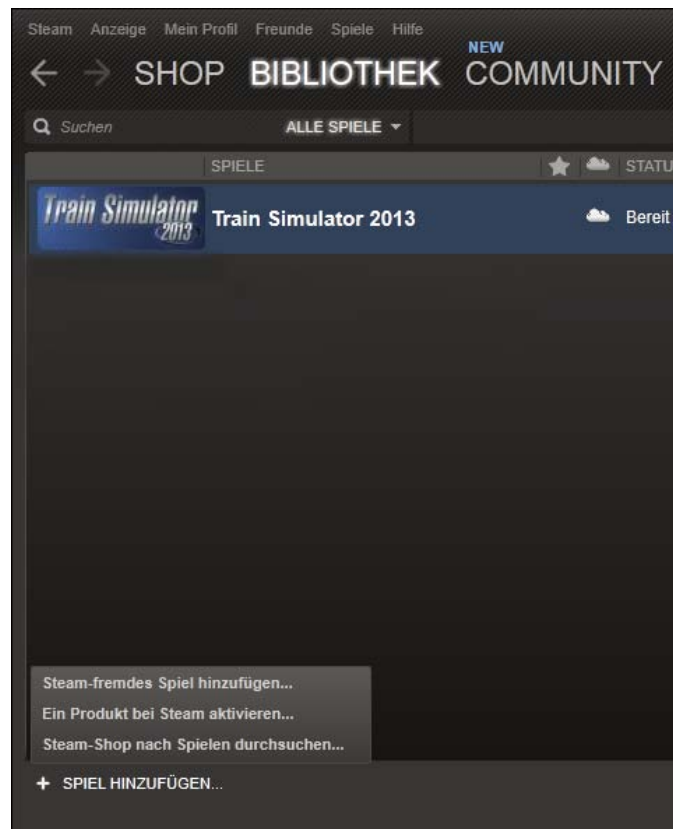 Steam Anzeige Mein Profil Freunde Spiele Hilfe
NEW
SHOP BIBLIOTHEK COMMUNITY
Suchen ALLE SPIELE
SPIELE STATU
Train Simulator 2013 Train Simulator 2013 Bereit
Steam-fremdes Spiel hinzufügen...
Ein Produkt bei Steam aktivieren...
Steam-Shop nach Spielen durchsuchen...
+ SPIEL HINZUFÜGEN...